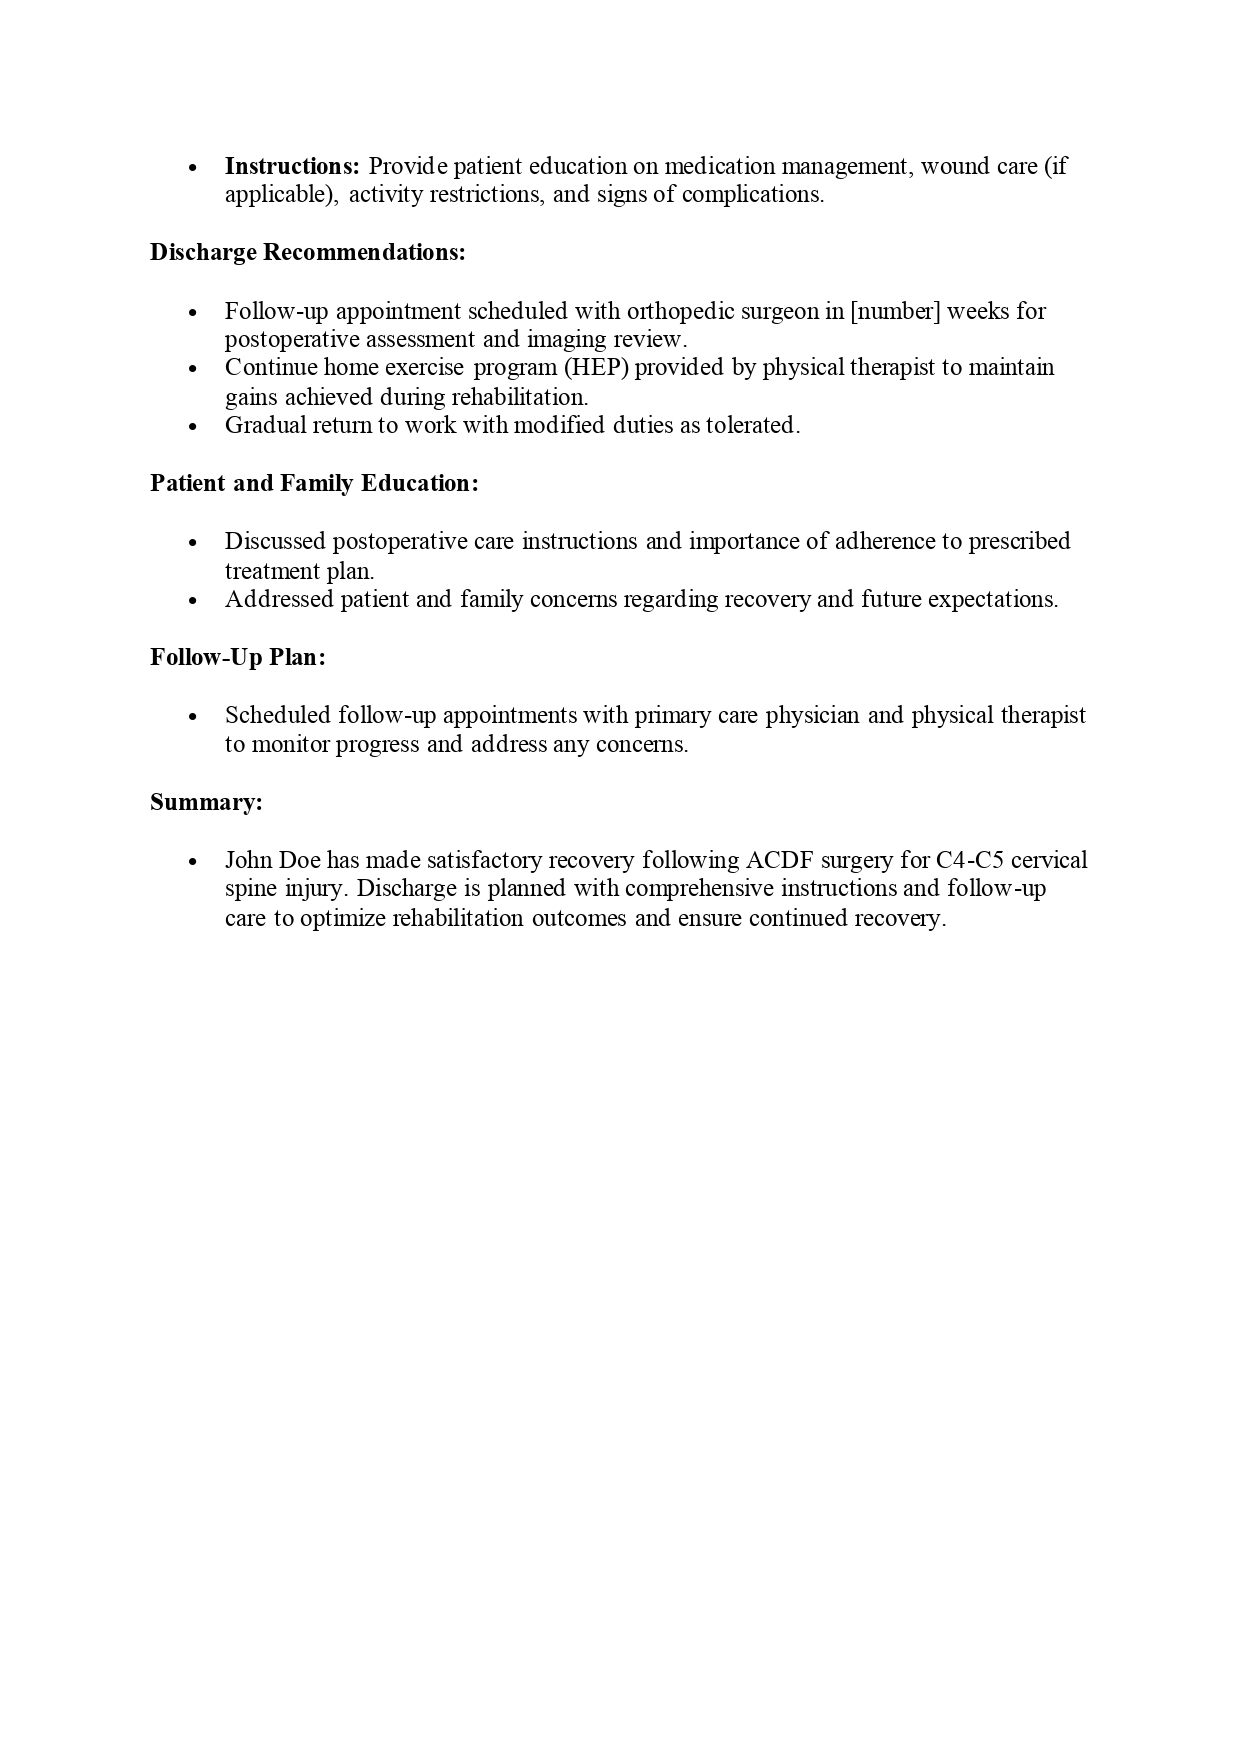 • Instructions: Provide patient education on medication management, wound care (if
applicable), activity restrictions, and signs of complications.
Discharge Recommendations:
• Follow-up appointment scheduled with orthopedic surgeon in [number] weeks for
postoperative assessment and imaging review.
• Continue home exercise program (HEP) provided by physical therapist to maintain
gains achieved during rehabilitation.
• Gradual return to work with modified duties as tolerated.
Patient and Family Education:
• Discussed postoperative care instructions and importance of adherence to prescribed
treatment plan.
• Addressed patient and family concerns regarding recovery and future expectations.
Follow-Up Plan:
• Scheduled follow-up appointments with primary care physician and physical therapist
to monitor progress and address any concerns.
Summary:
• John Doe has made satisfactory recovery following ACDF surgery for C4-C5 cervical
spine injury. Discharge is planned with comprehensive instructions and follow-up
care to optimize rehabilitation outcomes and ensure continued recovery.